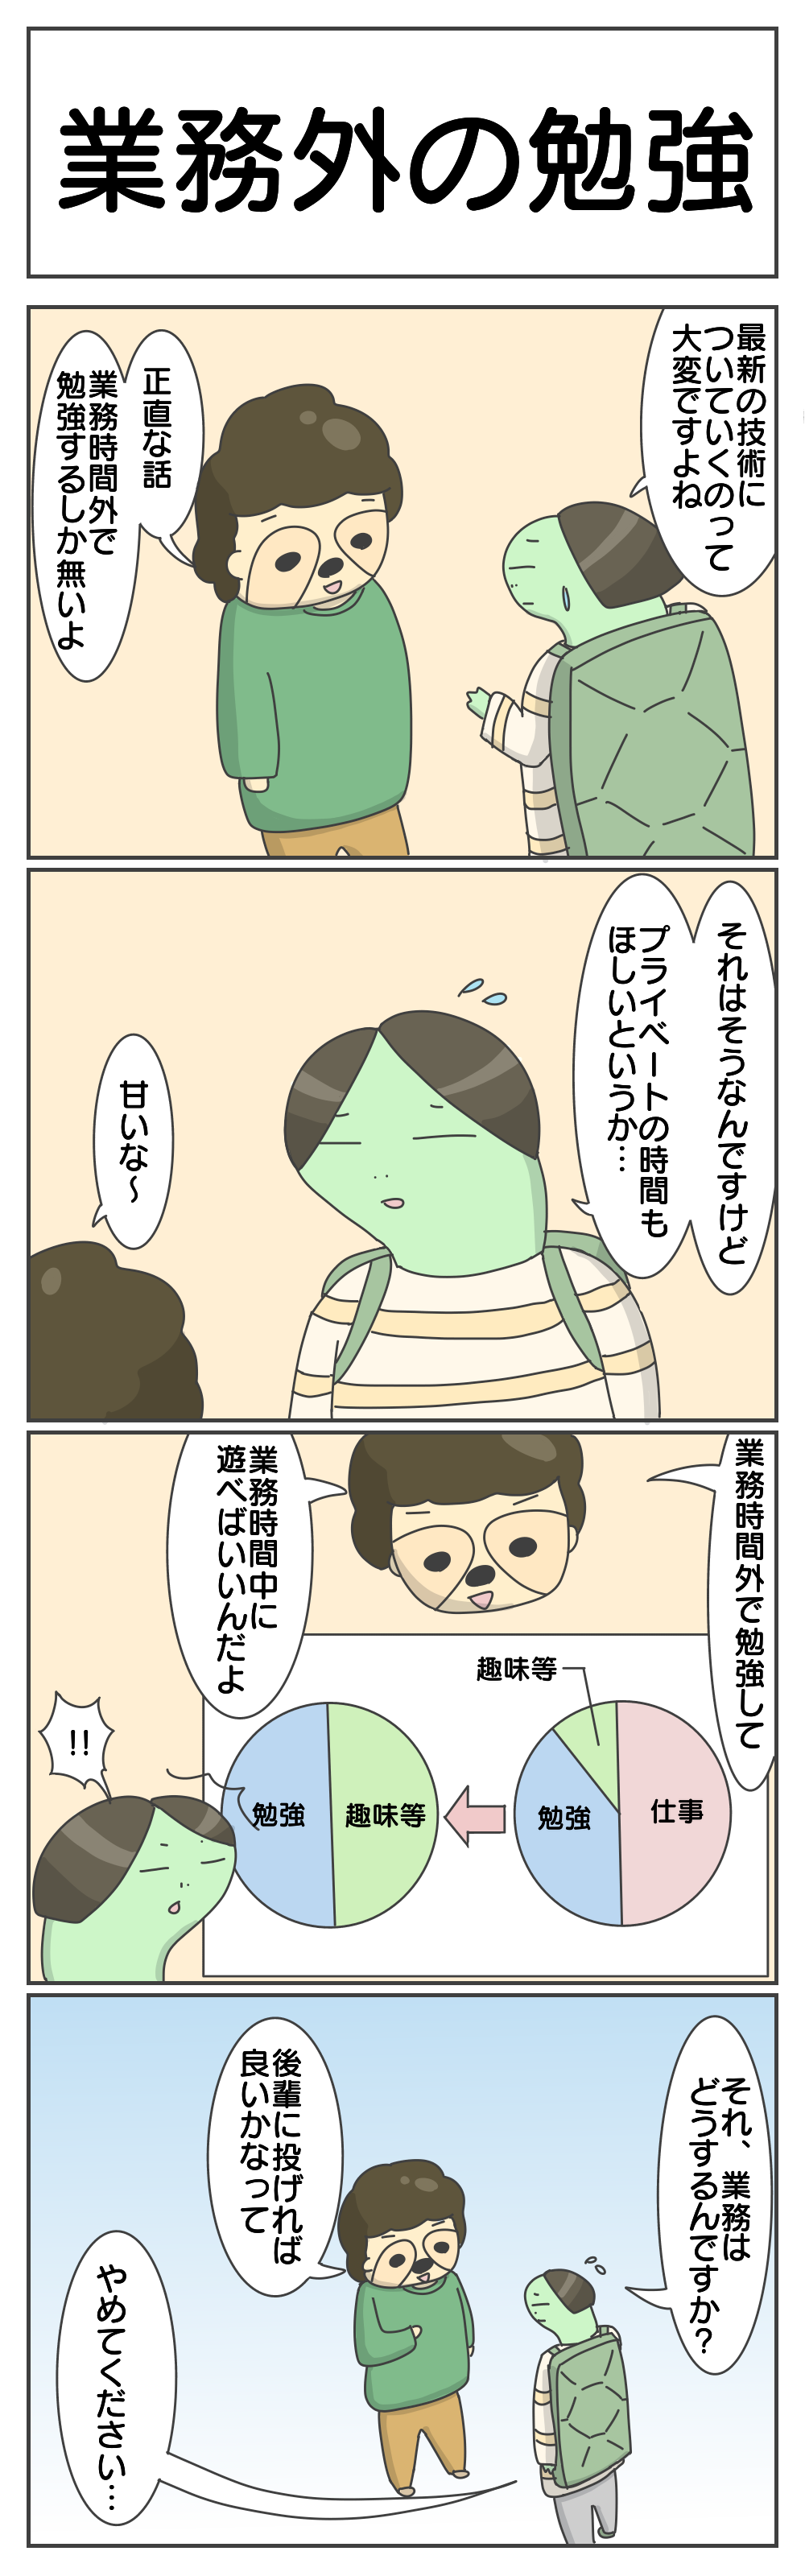 業務外の勉強
最新の技術に
ついていくのって
大変ですよね
正直な話
業務時間外で
勉強するしか無いよ
それはそうなんですけど
プライベートの時間も
ほしいというか…
甘いな～
業務時間外で勉強して
業務時間中に
遊べばいいんだよ
趣味等
仕事
勉強
趣味等
勉強
!!
それ、業務は
どうするんですか？
後輩に投げれば
良いかなって
やめてください…